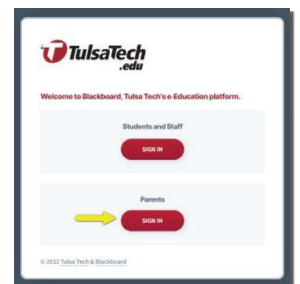 TulsaTech
.edu
Welcome to Blackboard, Tulsa Tech's e-Education platform.
Students and Staff
SIGN IN
Parents
SIGN IN
© 2022 Tulsa Tech & Blackboard